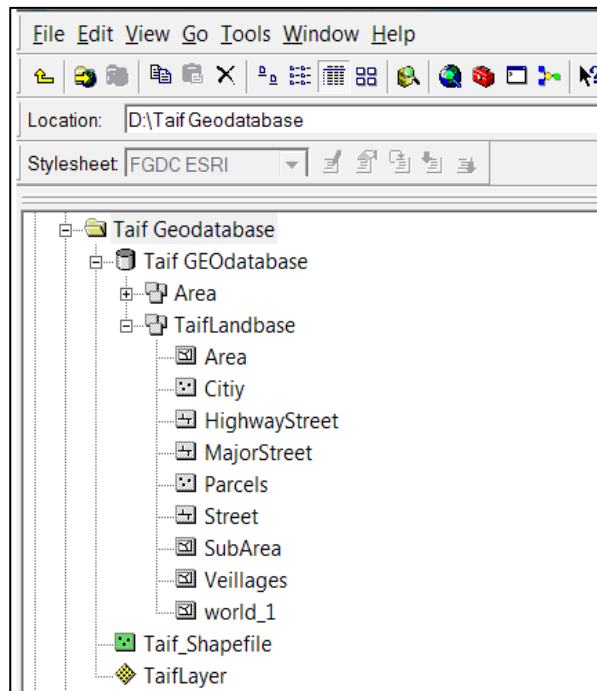 File Edit View Go Tools Window Help
Location: D:\Taif Geodatabase
Stylesheet: FGDC ESRI
Taif Geodatabase
Taif GEOdatabase
Area
TaifLandbase
Area
Citiy
HighwayStreet
MajorStreet
Parcels
Street
SubArea
Veillages
world_1
Taif_Shapefile
TaifLayer